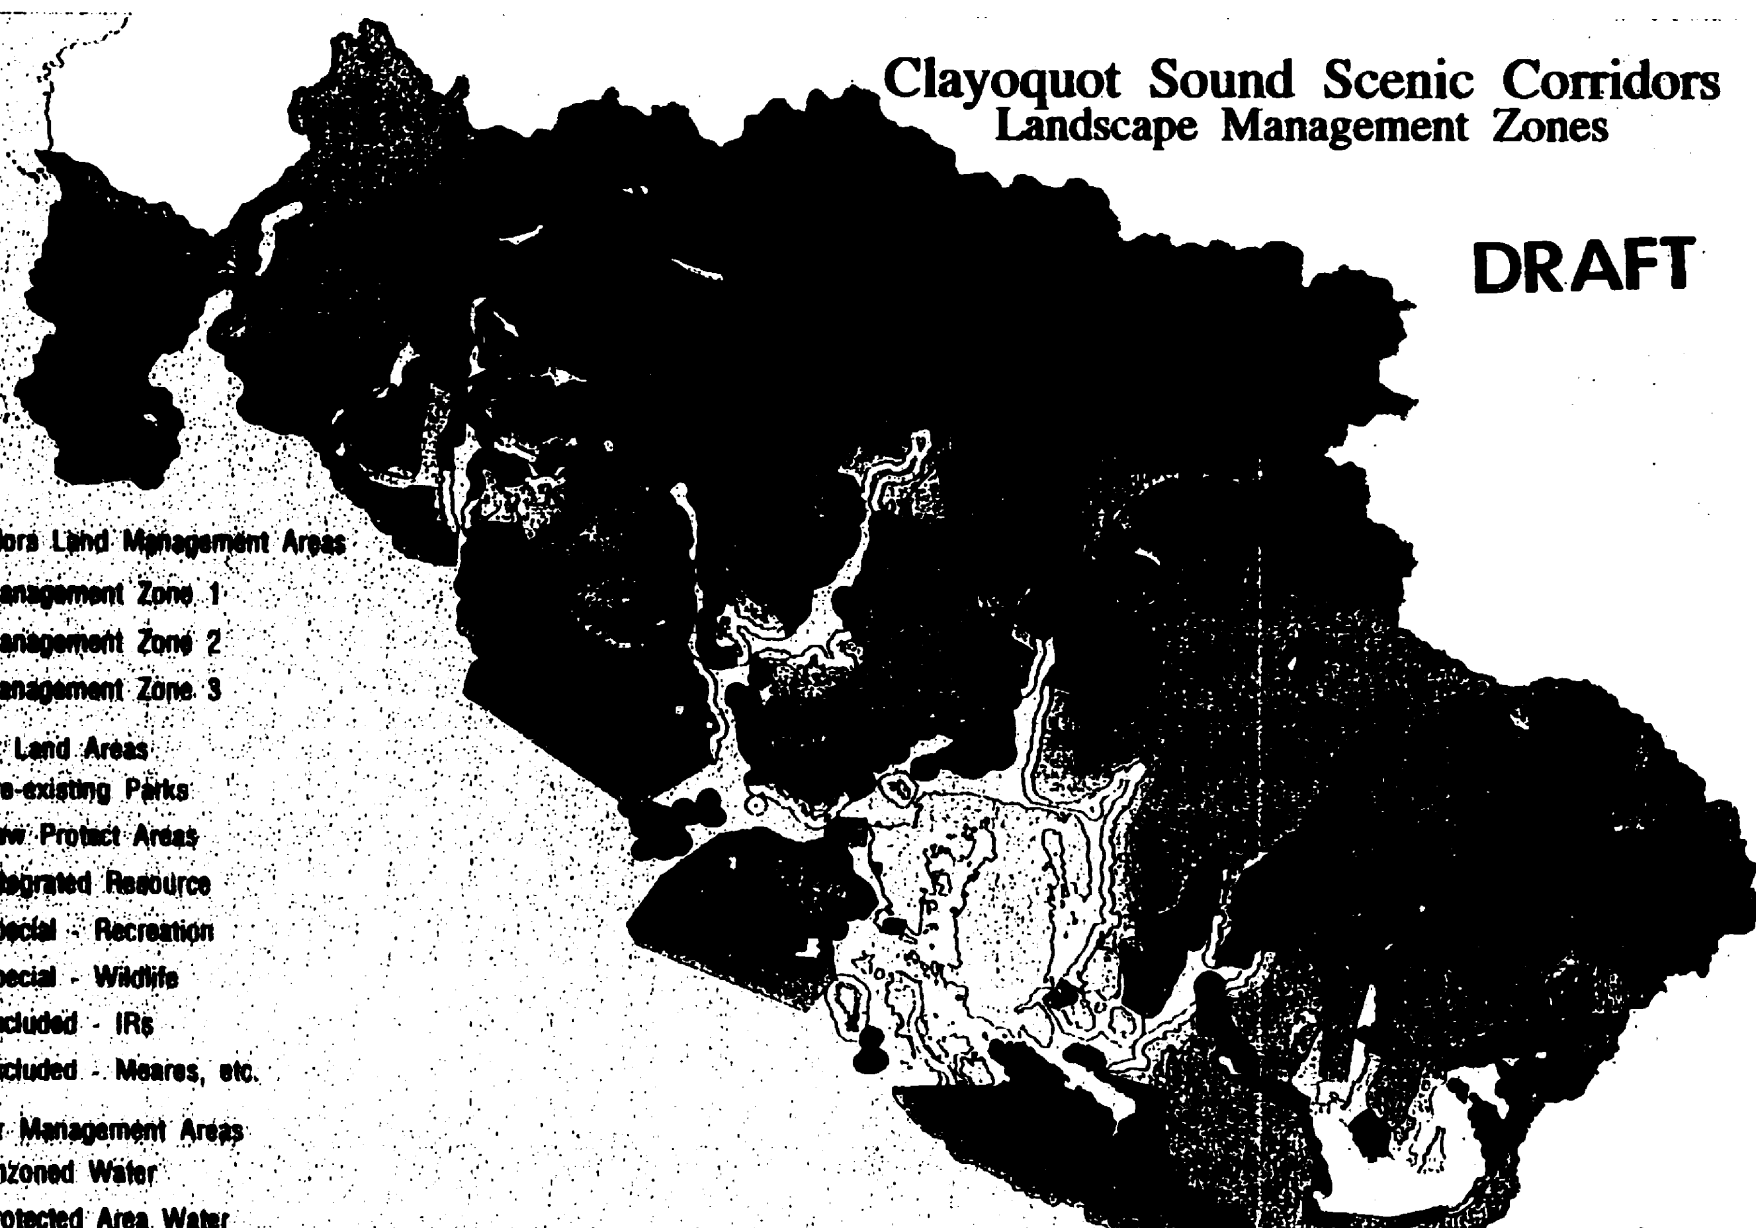 Clayoquot Sound Scenic Corridors
Landscape Management Zones
DRAFT
dors Land Management Areas
anagement Zone 1
anagement Zone 2
anagement Zone 3
r Land Areas
re-existing Parks
ew Protect Areas
tegrated Resource
pecial - Recreation
pecial - Wildlife
xcluded - IRs
xcluded - Meares, etc.
r Management Areas
nzoned Water
rotected Area Water